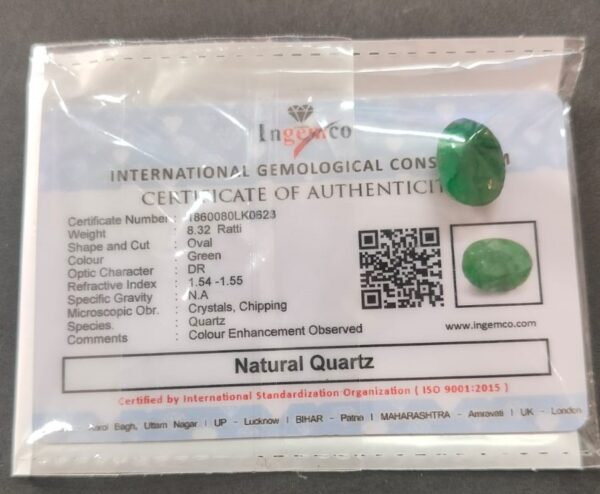 Ingemco
INTERNATIONAL GEMOLOGICAL CONS M
CERTIFICATE OF AUTHENTICI
Certificate Number : 1860080LK0623
Weight : 8.32 Ratti
Shape and Cut : Oval
Colour : Green
Optic Character : DR
Refractive Index : 1.54 -1.55
Specific Gravity : N.A
Microscopic Obr. : Crystals, Chipping
Species. : Quartz
Comments : Colour Enhancement Observed
www.ingemco.com
Natural Quartz
Certified by International Standardization Organization ( ISO 9001:2015 )
Karol Bagh, Uttam Nagar | UP - Lucknow | BIHAR - Patna | MAHARASHTRA - Amravati | UK - London